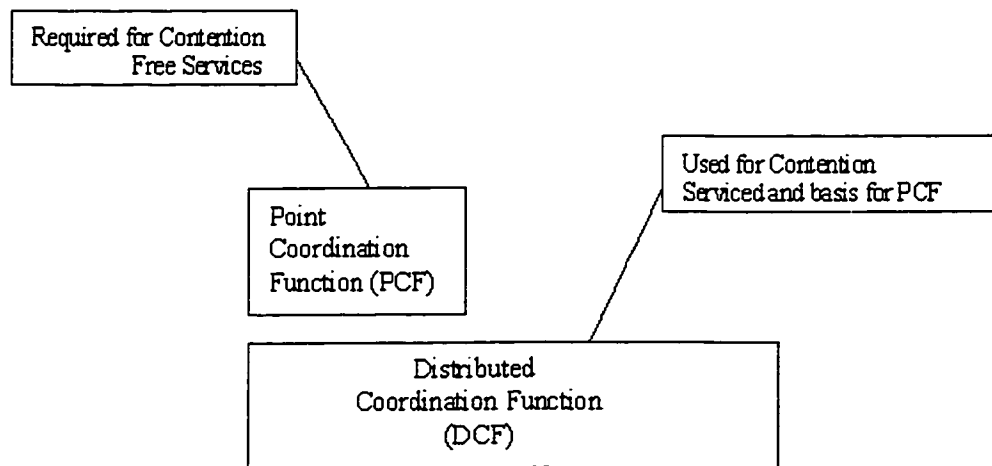 Required for Contention
Free Services
Used for Contention
Serviced and basis for PCF
Point
Coordination
Function (PCF)
Distributed
Coordination Function
(DCF)